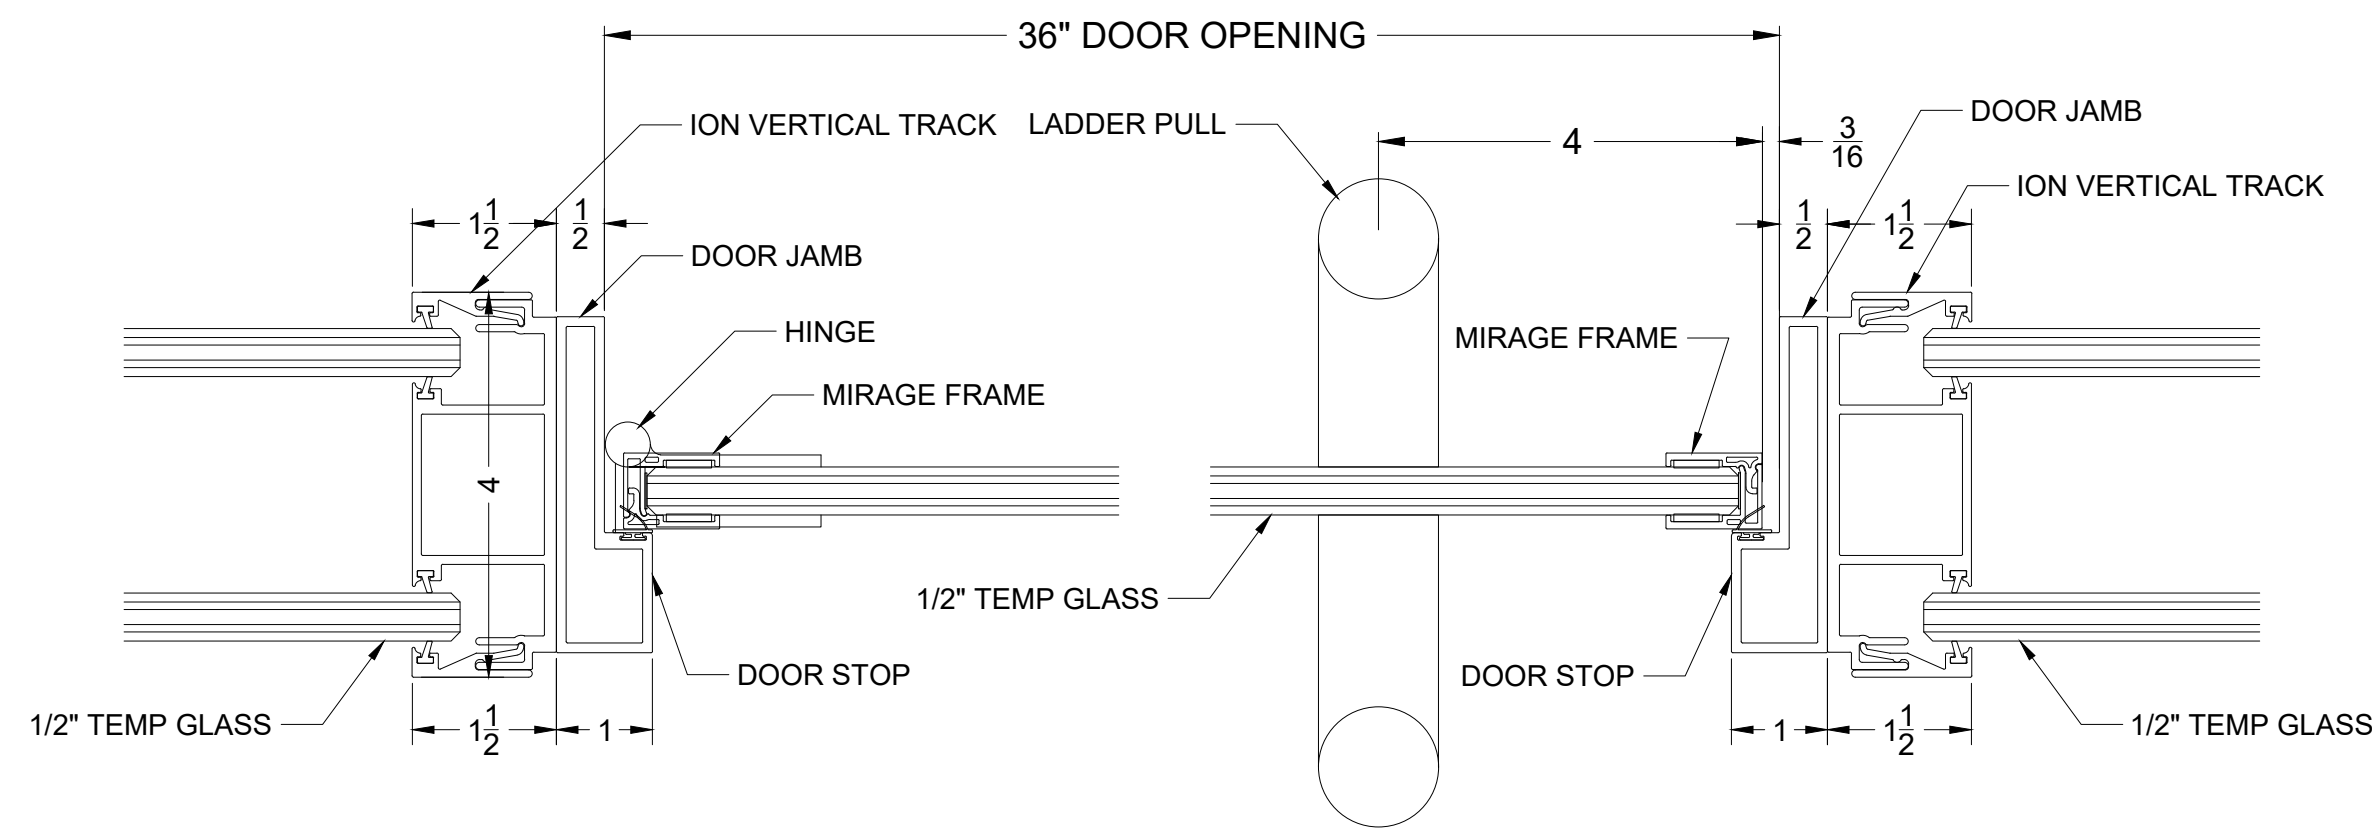 36" DOOR OPENING
ION VERTICAL TRACK
LADDER PULL
4
3/16
DOOR JAMB
ION VERTICAL TRACK
1 1/2
1/2
1/2
1 1/2
DOOR JAMB
HINGE
MIRAGE FRAME
MIRAGE FRAME
4
1/2" TEMP GLASS
DOOR STOP
DOOR STOP
1/2" TEMP GLASS
1 1/2
1
1
1 1/2
1/2" TEMP GLASS